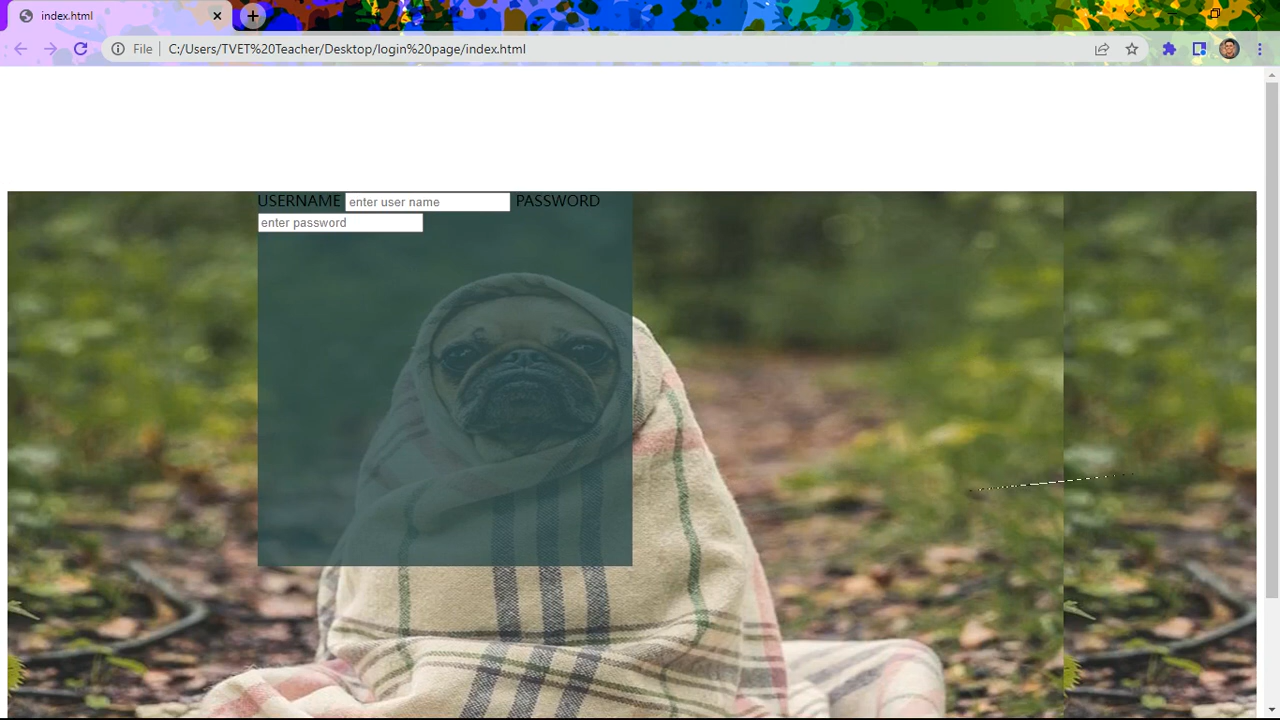 index.html
File
C:/Users/TVET%20Teacher/Desktop/login%20page/index.html
USERNAME enter user name PASSWORD
enter password